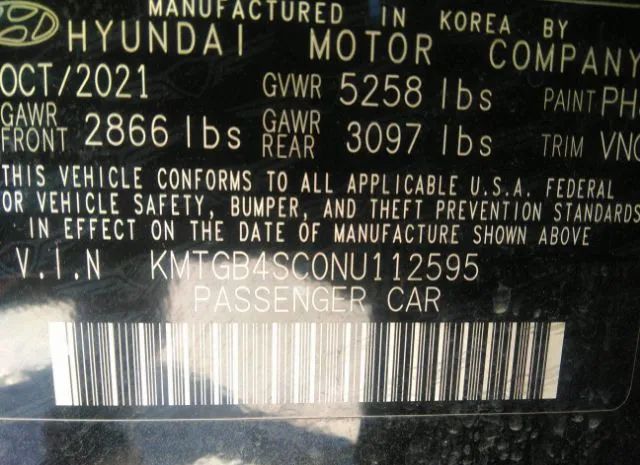 MANUFACTURED IN KOREA BY
HYUNDAI MOTOR COMPANY
OCT/2021 GVWR 5258 lbs PAINT PH
GAWR FRONT 2866 lbs GAWR REAR 3097 lbs TRIM VNC
THIS VEHICLE CONFORMS TO ALL APPLICABLE U.S.A. FEDERAL
OR VEHICLE SAFETY, BUMPER, AND THEFT PREVENTION STANDARDS
IN EFFECT ON THE DATE OF MANUFACTURE SHOWN ABOVE
V.I.N KMTGB4SC0NU112595
PASSENGER CAR